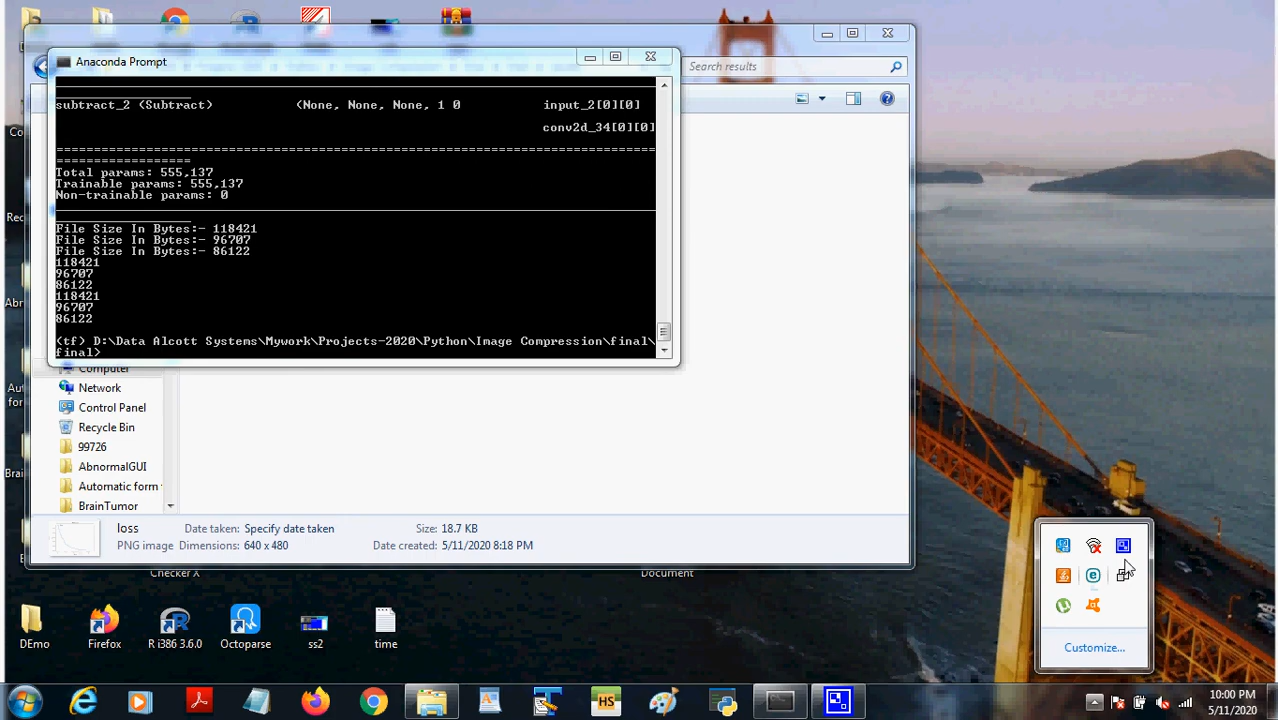 Anaconda Prompt
Search results
subtract_2 (Subtract) (None, None, None, 1 0 input_2[0][0]
conv2d_34[0][0]
================================================================
==================
Total params: 555,137
Trainable params: 555,137
Non-trainable params: 0
File Size In Bytes:- 118421
File Size In Bytes:- 96707
File Size In Bytes:- 86122
118421
96707
86122
118421
96707
86122
(tf) D:\Data Alcott Systems\Mywork\Projects-2020\Python\Image Compression\final\
final>
Computer
Network
Control Panel
Recycle Bin
99726
AbnormalGUI
Automatic form
BrainTumor
loss Date taken: Specify date taken Size: 18.7 KB
PNG image Dimensions: 640 x 480 Date created: 5/11/2020 8:18 PM
Checker X
Document
DEmo
Firefox
R i386 3.6.0
Octoparse
ss2
time
Customize...
HS
10:00 PM
5/11/2020